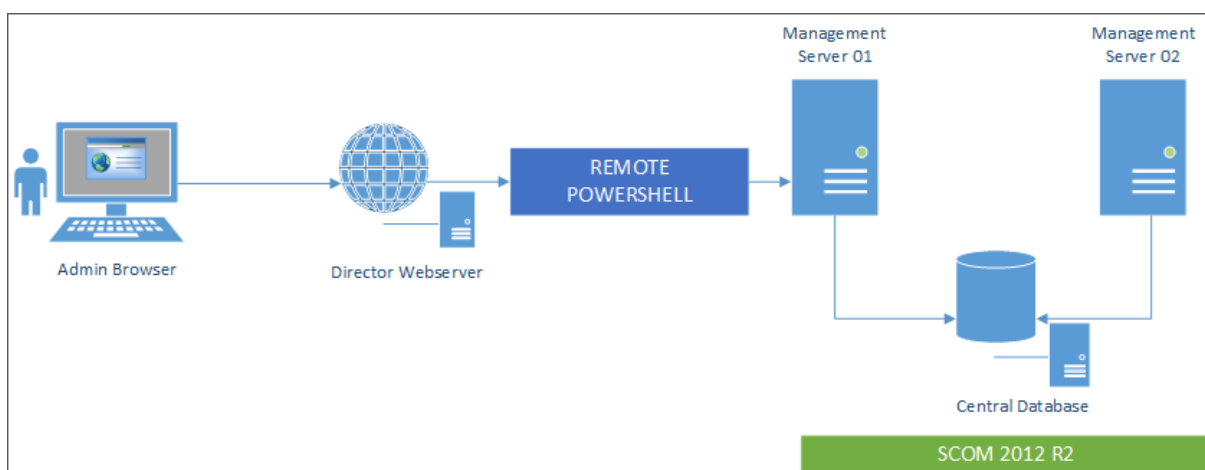 Management
Server 01
Management
Server 02
REMOTE
POWERSHELL
Admin Browser
Director Webserver
Central Database
SCOM 2012 R2